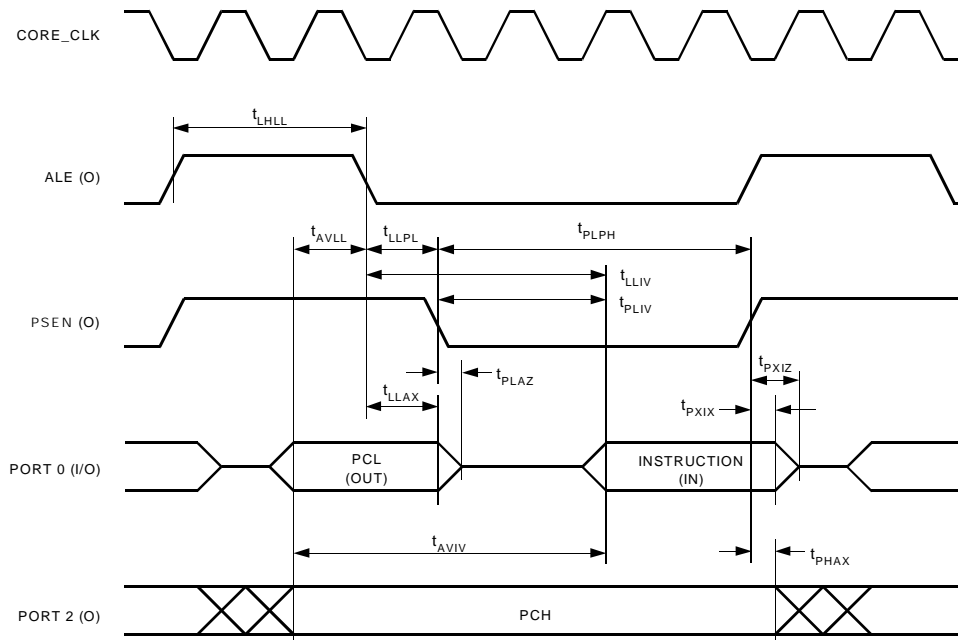 CORE_CLK
tLHLL
ALE (O)
tAVLL
tLLPL
tPLPH
tLLIV
tPLIV
PSEN (O)
tPLAZ
tPXIZ
tLLAX
tPXIX
PORT 0 (I/O)
PCL
(OUT)
INSTRUCTION
(IN)
tAVIV
tPHAX
PORT 2 (O)
PCH